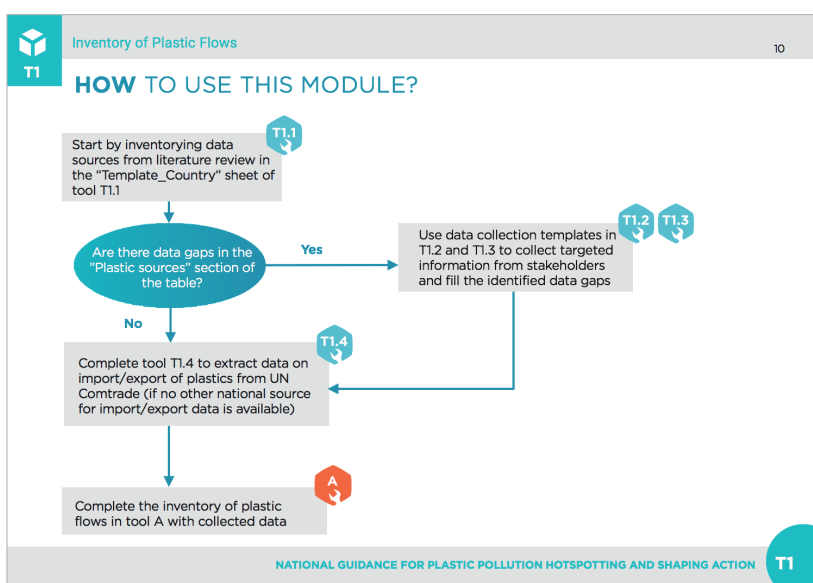 Inventory of Plastic Flows
10
T1
HOW TO USE THIS MODULE?
T1.1
Start by inventorying data
sources from literature review in
the “Template_Country” sheet of
tool T1.1
Are there data gaps in the
"Plastic sources” section of
the table?
Yes
T1.2
T1.3
Use data collection templates in
T1.2 and T1.3 to collect targeted
information from stakeholders
and fill the identified data gaps
No
T1.4
Complete tool T1.4 to extract data on
import/export of plastics from UN
Comtrade (if no other national source
for import/export data is available)
A
Complete the inventory of plastic
flows in tool A with collected data
NATIONAL GUIDANCE FOR PLASTIC POLLUTION HOTSPOTTING AND SHAPING ACTION
T1